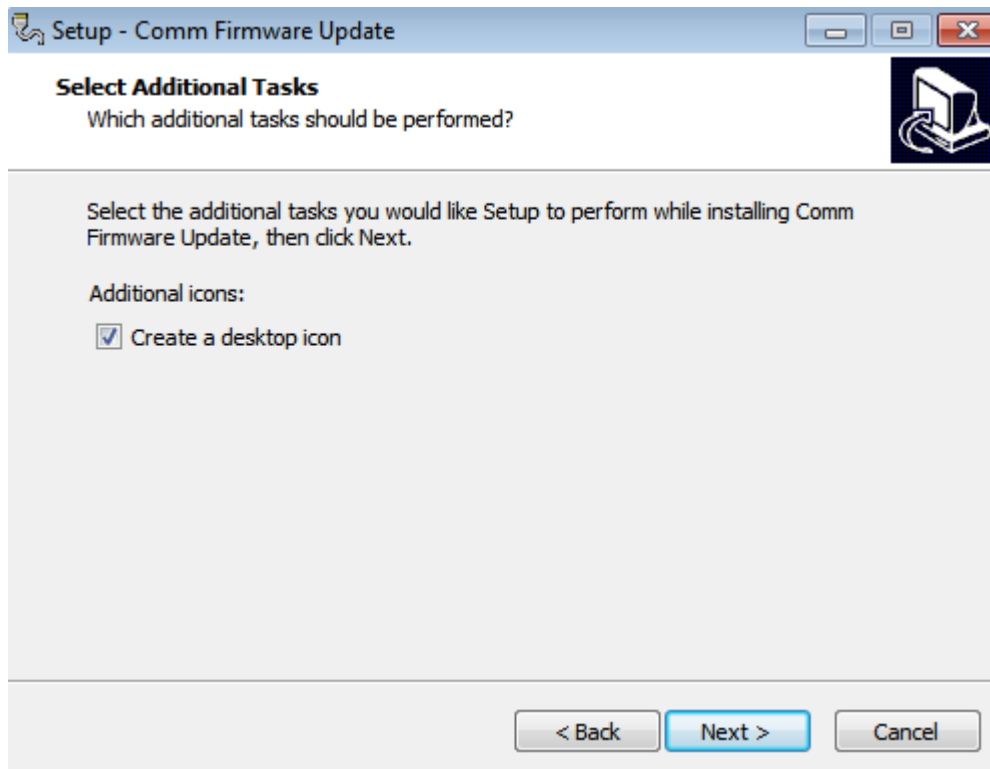 Setup - Comm Firmware Update
Select Additional Tasks
Which additional tasks should be performed?
Select the additional tasks you would like Setup to perform while installing Comm
Firmware Update, then click Next.
Additional icons:
Create a desktop icon
< Back
Next >
Cancel